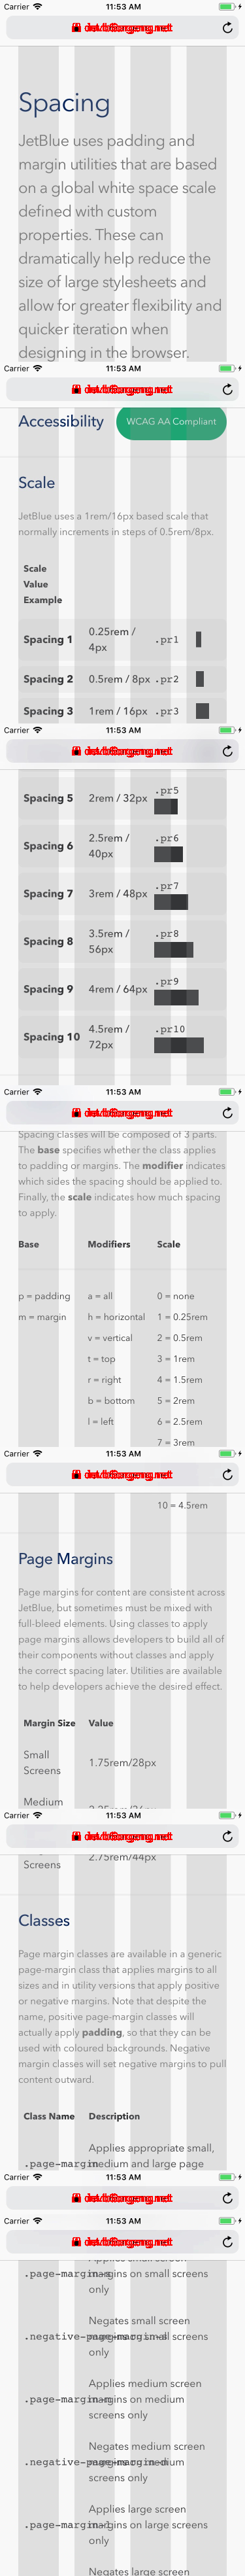 Carrier 11:53 AM
Spacing
JetBlue uses padding and
margin utilities that are based
on a global white space scale
defined with custom
properties. These can
dramatically help reduce the
size of large stylesheets and
allow for greater flexibility and
quicker iteration when
designing in the browser.
Carrier 11:53 AM
Accessibility WCAG AA Compliant
Scale
JetBlue uses a 1rem/16px based scale that
normally increments in steps of 0.5rem/8px.
Scale
Value
Example
Spacing 1 0.25rem / 4px .pr1
Spacing 2 0.5rem / 8px .pr2
Spacing 3 1rem / 16px .pr3
Carrier 11:53 AM
Spacing 5 2rem / 32px .pr5
Spacing 6 2.5rem / 40px .pr6
Spacing 7 3rem / 48px .pr7
Spacing 8 3.5rem / 56px .pr8
Spacing 9 4rem / 64px .pr9
Spacing 10 4.5rem / 72px .pr10
Carrier 11:53 AM
Spacing classes will be composed of 3 parts.
The base specifies whether the class applies
to padding or margins. The modifier indicates
which sides the spacing should be applied to.
Finally, the scale indicates how much spacing
to apply.
Base Modifiers Scale
p = padding a = all 0 = none
m = margin h = horizontal 1 = 0.25rem
v = vertical 2 = 0.5rem
t = top 3 = 1rem
r = right 4 = 1.5rem
b = bottom 5 = 2rem
l = left 6 = 2.5rem
7 = 3rem
Carrier 11:53 AM
10 = 4.5rem
Page Margins
Page margins for content are consistent across
JetBlue, but sometimes must be mixed with
full-bleed elements. Using classes to apply
page margins allows developers to build all of
their components without classes and apply
the correct spacing later. Utilities are available
to help developers achieve the desired effect.
Margin Size Value
Small
Screens 1.75rem/28px
Medium
Carrier 11:53 AM
Screens 2.75rem/44px
Classes
Page margin classes are available in a generic
page-margin class that applies margins to all
sizes and in utility versions that apply positive
or negative margins. Note that despite the
name, positive page-margin classes will
actually apply padding, so that they can be
used with coloured backgrounds. Negative
margin classes will set negative margins to pull
content outward.
Class Name Description
Applies appropriate small,
.page-margin medium and large page
Carrier 11:53 AM
Carrier 11:53 AM
.page-margin-s margins on small screens
only
Negates small screen
.negative-page-margin-s margins on small screens
only
Applies medium screen
.page-margin-m margins on medium
screens only
Negates medium screen
.negative-page-margin-m margins on medium
screens only
Applies large screen
.page-margin-l margins on large screens
only
Negates large screen